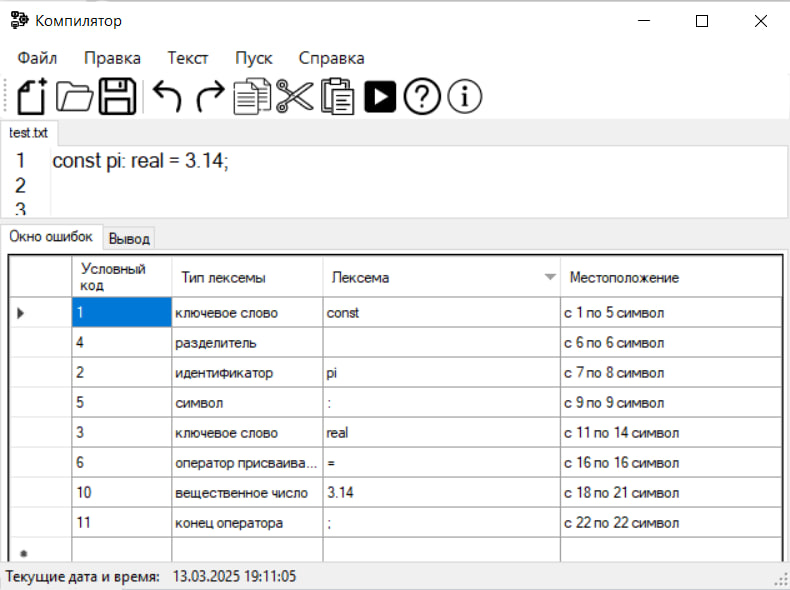 Компилятор
Файл Правка Текст Пуск Справка
test.txt
1 const pi: real = 3.14;
2
3
Окно ошибок Вывод
Условный код Тип лексемы Лексема Местоположение
1 ключевое слово const с 1 по 5 символ
4 разделитель с 6 по 6 символ
2 идентификатор pi с 7 по 8 символ
5 символ : с 9 по 9 символ
3 ключевое слово real с 11 по 14 символ
6 оператор присваива... = с 16 по 16 символ
10 вещественное число 3.14 с 18 по 21 символ
11 конец оператора ; с 22 по 22 символ
Текущие дата и время: 13.03.2025 19:11:05